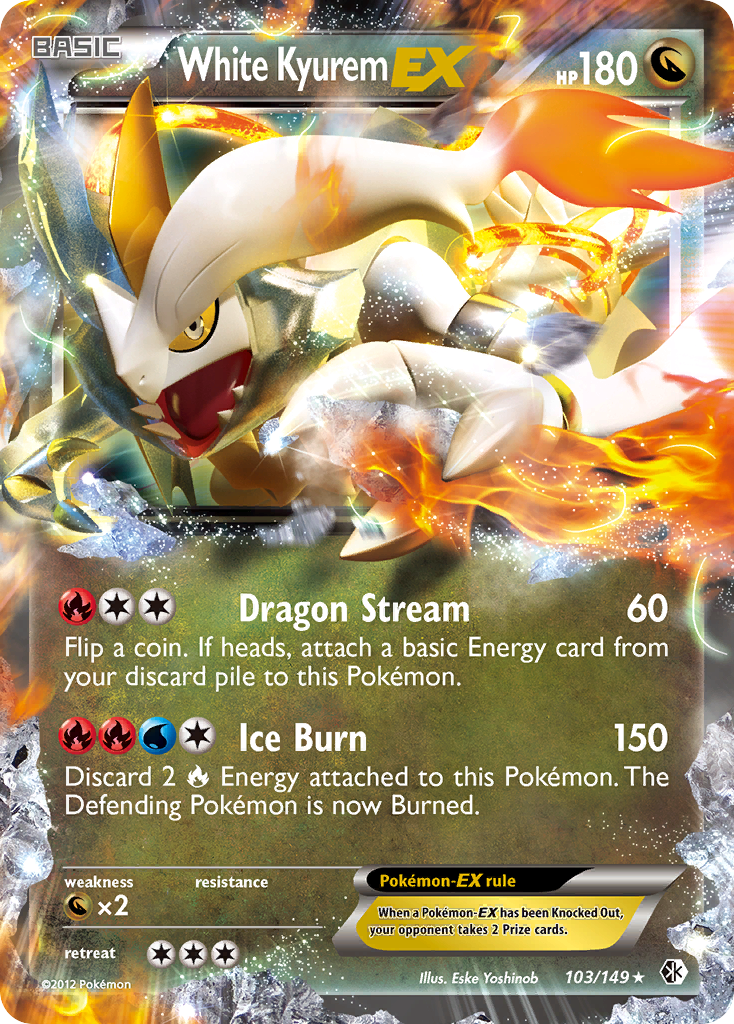 BASIC
White Kyurem EX
HP180
Dragon Stream 60
Flip a coin. If heads, attach a basic Energy card from
your discard pile to this Pokémon.
Ice Burn 150
Discard 2 Energy attached to this Pokémon. The
Defending Pokémon is now Burned.
weakness resistance
×2
retreat
Pokémon-EX rule
When a Pokémon-EX has been Knocked Out,
your opponent takes 2 Prize cards.
©2012 Pokémon
Illus. Eske Yoshinob 103/149★